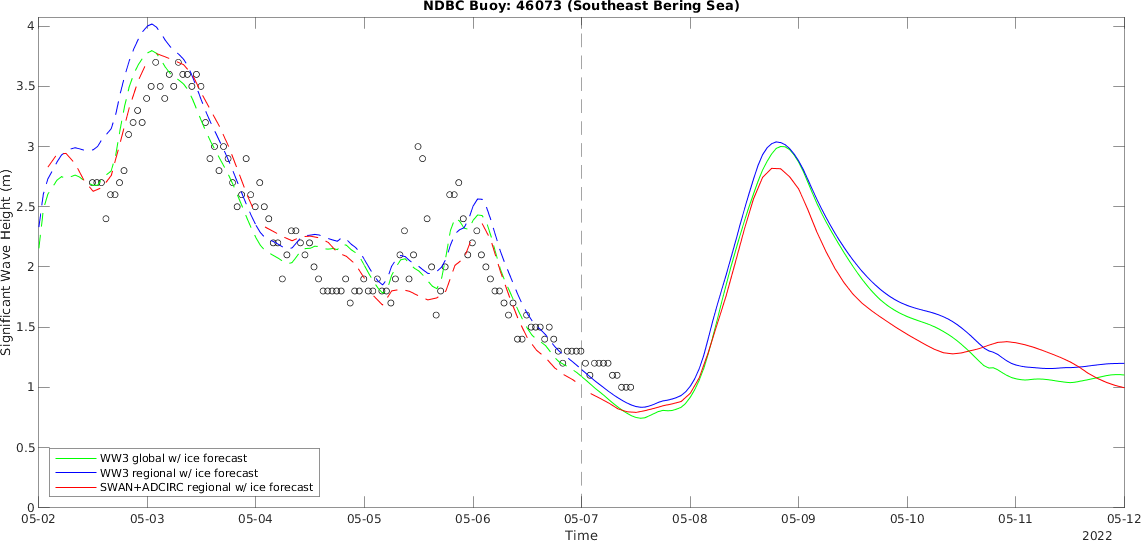 NDBC Buoy: 46073 (Southeast Bering Sea)
Significant Wave Height (m)
4
3.5
3
2.5
2
1.5
1
0.5
0
WW3 global w/ ice forecast
WW3 regional w/ ice forecast
SWAN+ADCIRC regional w/ ice forecast
05-02 05-03 05-04 05-05 05-06 05-07 05-08 05-09 05-10 05-11 05-12
Time
2022